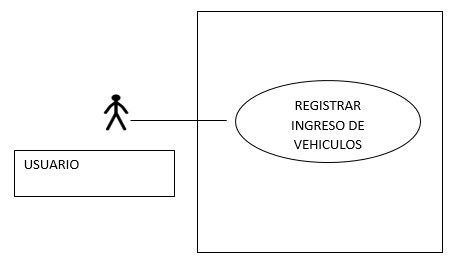 REGISTRAR
INGRESO DE
VEHICULOS
USUARIO